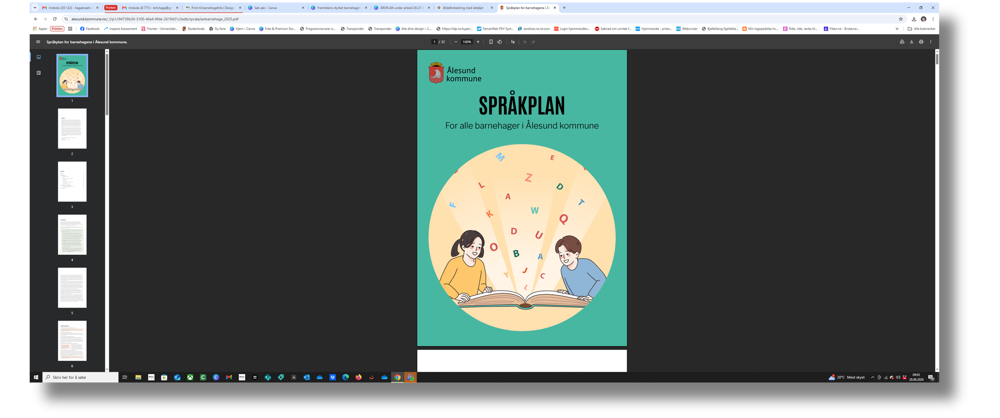 Innboks (26 122) - hagakreative
Printen
Innboks (8 771) - brit.haga@gm
Print til barnehagefolk | Design
Søk ask – Canva
Fremtidens styrket barnehageti
ÅRSPLAN under arbeid 26-27 (
Bildeforbedring med detaljer
Språkplan for barnehagene i Ål
alesund.kommune.no/_f/p1/i94738b30-3100-46a4-8fde-2619d31c3edb/sprakplanbarnehage_2025.pdf
Apper
Printen
Facebook
Inspera Assessment
Fronter - Universitet...
Studentweb
Ny fane
Hjem – Canva
Free & Premium Sto...
Programsnarveier o...
Transponder
Transponder
Alle dine design – C...
https://idp.no.hyper...
FamacWeb FDV Syst...
sandnes.no.ist.com
Login hjemmesiden...
Søknad om unntak f...
Hjemmeside - priser...
Webcruiter
Bjelleklang (bjellekla...
Min logopediske hv...
Ride, ride, ranke til...
Fiken.no - Brukerve...
Alle bokmerker
Språkplan for barnehagene i Ålesund kommune.
1 / 32
100%
1
2
3
4
5
6
Ålesund
kommune
SPRÅKPLAN
For alle barnehager i Ålesund kommune
M
E
Z
L
D
A
F
T
K
W
Q
D
U
O
B
A
Y
J
C
L
Skriv her for å søke
20°C Mest skyet
09:03
28.06.2026
10